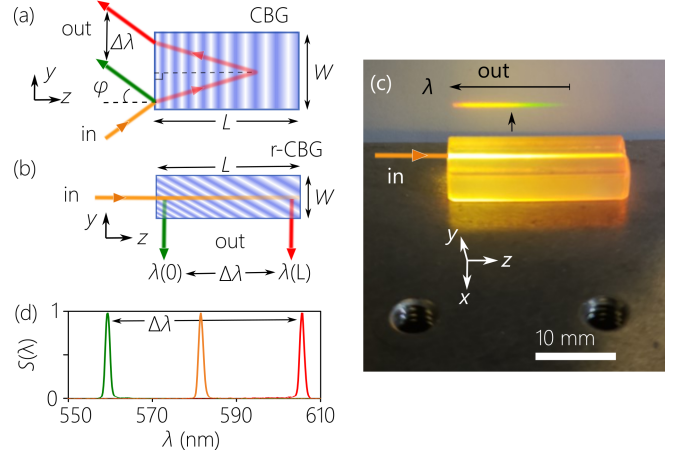 (a)
CBG
out
Δλ
y
z
φ
in
W
L
(b)
r-CBG
L
in
W
y
z
out
λ(0)
Δλ
λ(L)
(c)
λ
out
in
y
z
x
10 mm
(d)
1
Δλ
S(λ)
0
550
570
590
610
λ (nm)